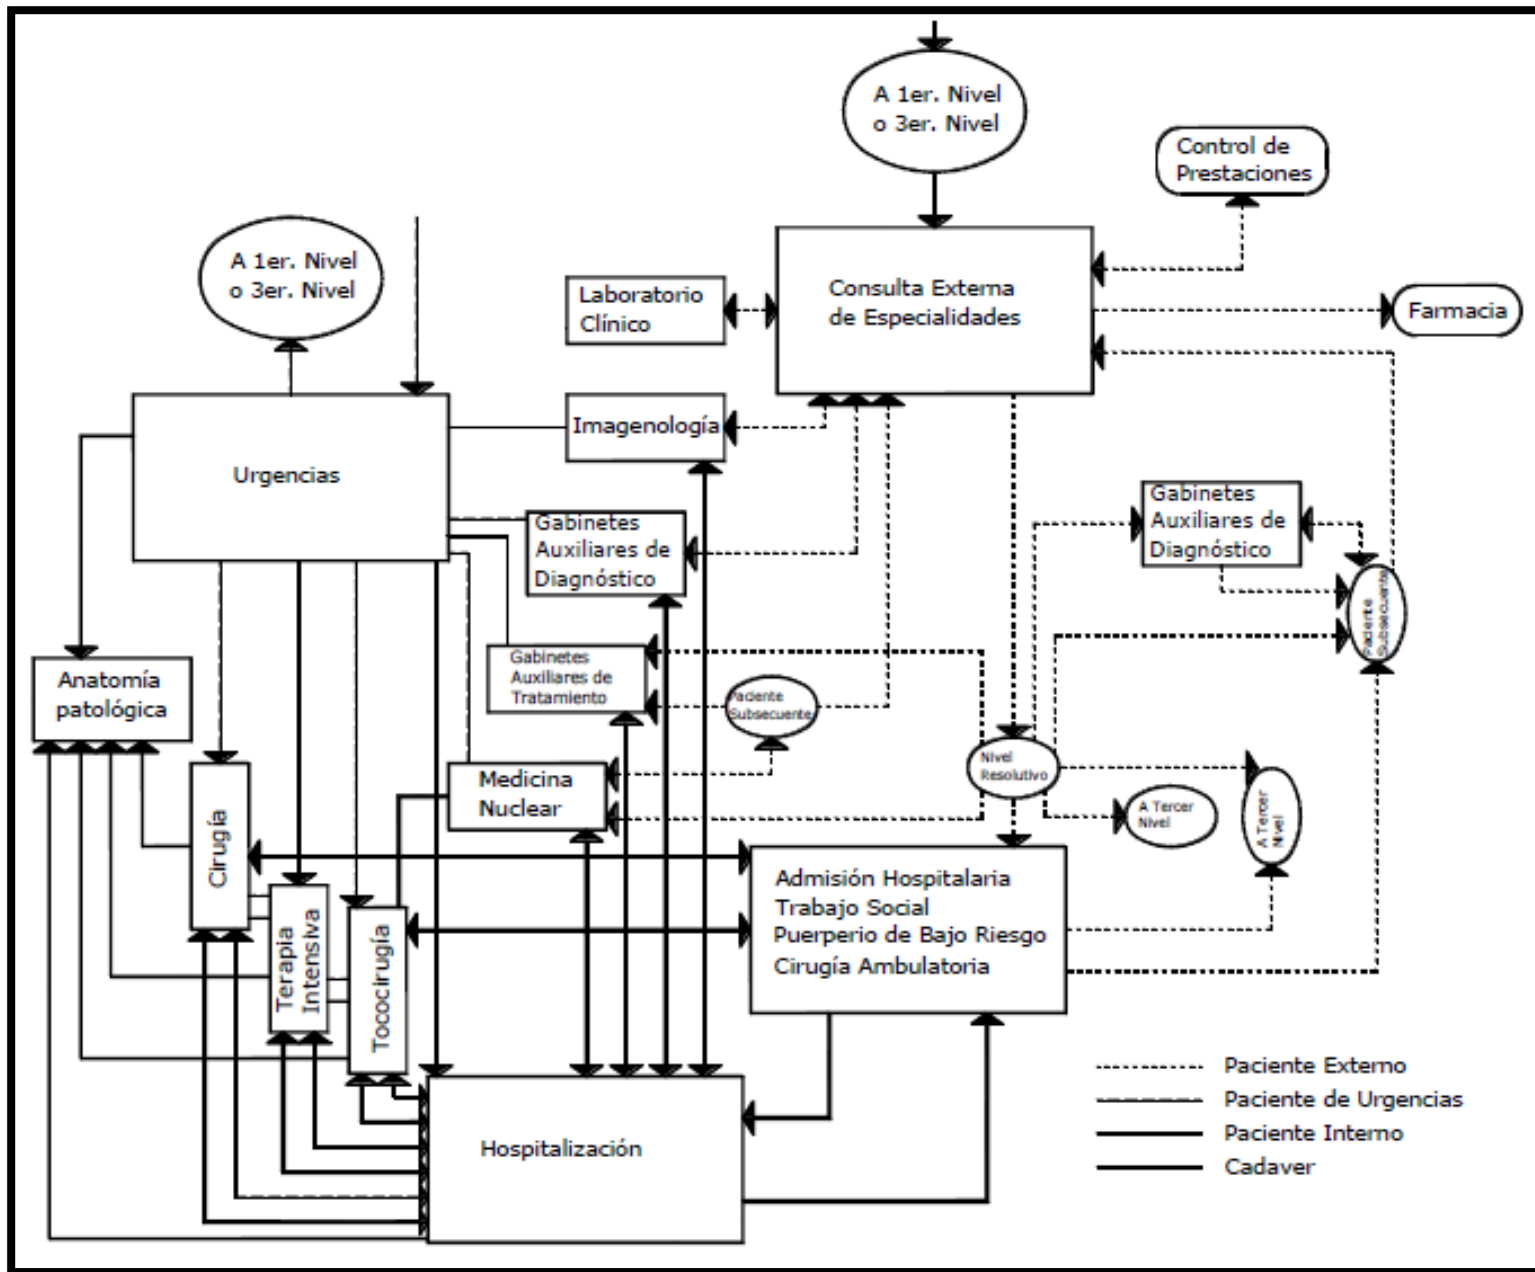 A 1er. Nivel
o 3er. Nivel
Control de
Prestaciones
A 1er. Nivel
o 3er. Nivel
Laboratorio
Clínico
Consulta Externa
de Especialidades
Farmacia
Imagenología
Urgencias
Gabinetes
Auxiliares de
Diagnóstico
Gabinetes
Auxiliares de
Diagnóstico
Paciente
Subsecuente
Gabinetes
Auxiliares de
Tratamiento
Anatomía
patológica
Paciente
Subsecuente
Nivel
Resolutivo
Medicina
Nuclear
A Tercer
Nivel
A Tercer
Nivel
Cirugía
Terapia
Intensiva
Tococirugía
Admisión Hospitalaria
Trabajo Social
Puerperio de Bajo Riesgo
Cirugía Ambulatoria
Hospitalización
Paciente Externo
Paciente de Urgencias
Paciente Interno
Cadaver